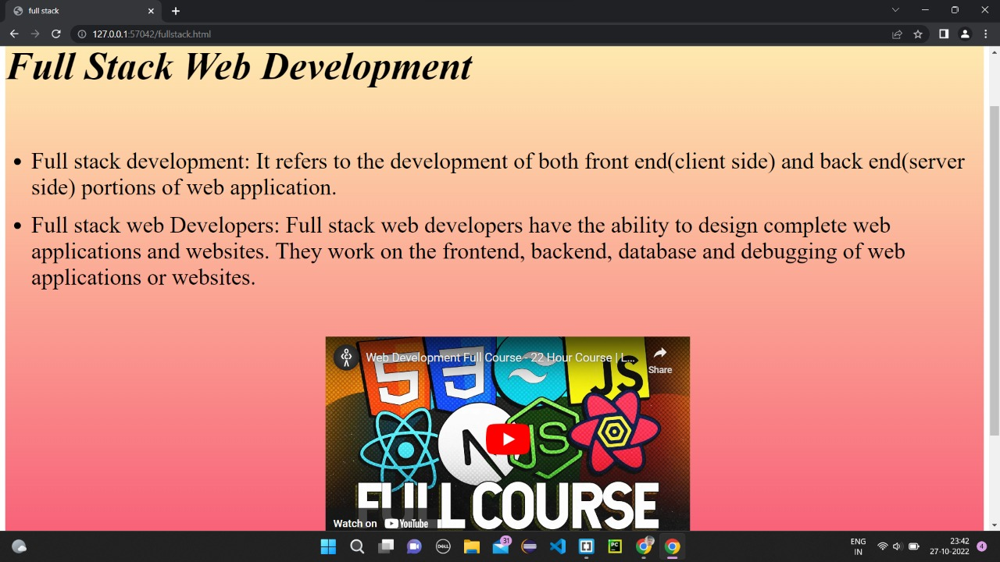 full stack
127.0.0.1:57042/fullstack.html
Full Stack Web Development
Full stack development: It refers to the development of both front end(client side) and back end(server
side) portions of web application.
Full stack web Developers: Full stack web developers have the ability to design complete web
applications and websites. They work on the frontend, backend, database and debugging of web
applications or websites.
Web Development Full Course - 22 Hour Course | L...
Share
5
3
JS
N
JS
FULL COURSE
Watch on YouTube
DELL
31
PC
ENG
IN
23:42
27-10-2022
4